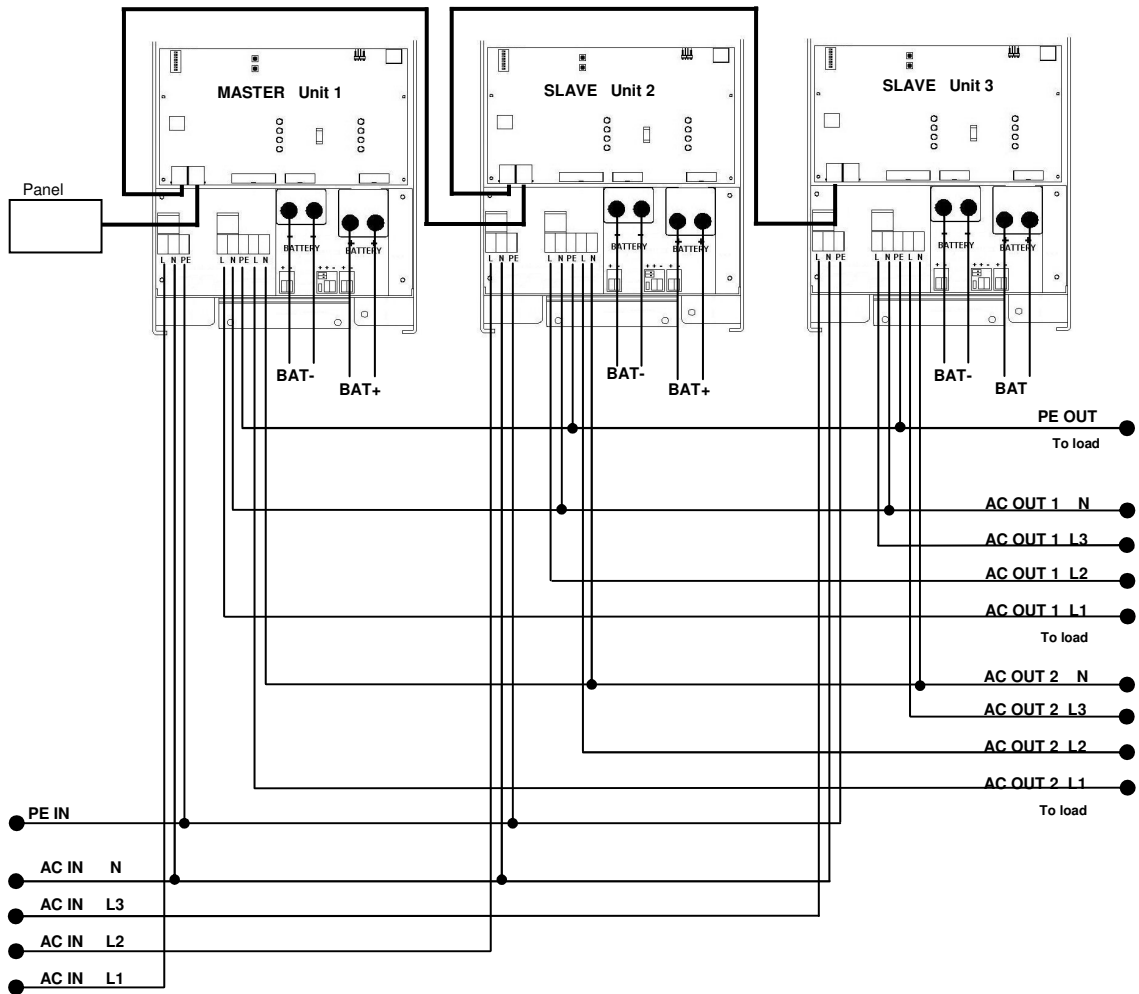 MASTER Unit 1
SLAVE Unit 2
SLAVE Unit 3
Panel
BATTERY BATTERY
BATTERY BATTERY
BATTERY BATTERY
L N PE L N PE L N
L N PE L N PE L N
L N PE L N PE L N
+ - + + - + -
+ - + + - + -
+ - + + - + -
BAT- BAT+
BAT- BAT+
BAT- BAT
PE OUT
To load
AC OUT 1 N
AC OUT 1 L3
AC OUT 1 L2
AC OUT 1 L1
To load
AC OUT 2 N
AC OUT 2 L3
AC OUT 2 L2
AC OUT 2 L1
To load
PE IN
AC IN N
AC IN L3
AC IN L2
AC IN L1